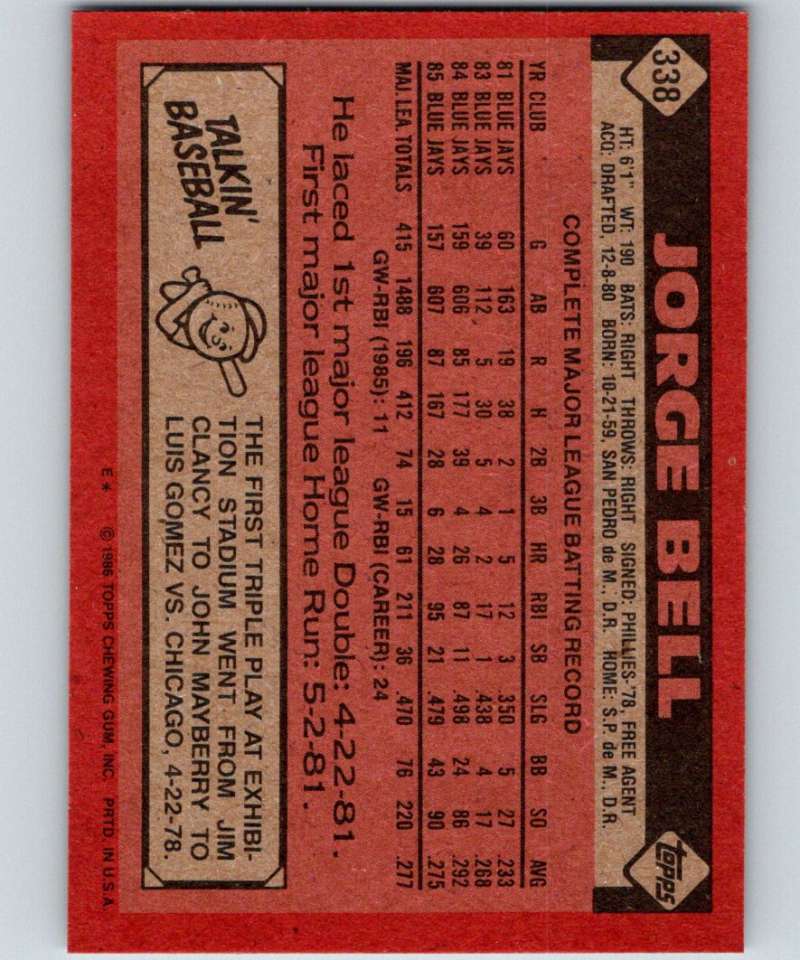 338
JORGE BELL
topps
HT: 6'1" WT: 190 BATS: RIGHT THROWS: RIGHT SIGNED: PHILLIES-'78, FREE AGENT
ACQ: DRAFTED, 12-8-80 BORN: 10-21-59, SAN PEDRO de M., D.R. HOME: S.P. de M., D.R.
COMPLETE MAJOR LEAGUE BATTING RECORD
YR CLUB G AB R H 2B 3B HR RBI SB SLG BB SO AVG
81 BLUE JAYS 60 163 19 38 2 1 5 12 3 .350 5 27 .233
83 BLUE JAYS 39 112 5 30 5 4 2 17 1 .438 4 17 .268
84 BLUE JAYS 159 606 85 177 39 4 26 87 11 .498 24 86 .292
85 BLUE JAYS 157 607 87 167 28 6 28 95 21 .479 43 90 .275
MAJ. LEA. TOTALS 415 1488 196 412 74 15 61 211 36 .470 76 220 .277
GW-RBI (1985): 11 GW-RBI (CAREER): 24
He laced 1st major league Double: 4-22-81.
First major league Home Run: 5-2-81.
TALKIN'
BASEBALL
THE FIRST TRIPLE PLAY AT EXHIBI-
TION STADIUM WENT FROM JIM
CLANCY TO JOHN MAYBERRY TO
LUIS GOMEZ VS. CHICAGO, 4-22-78.
E* © 1986 TOPPS CHEWING GUM, INC. PRTD. IN U.S.A.